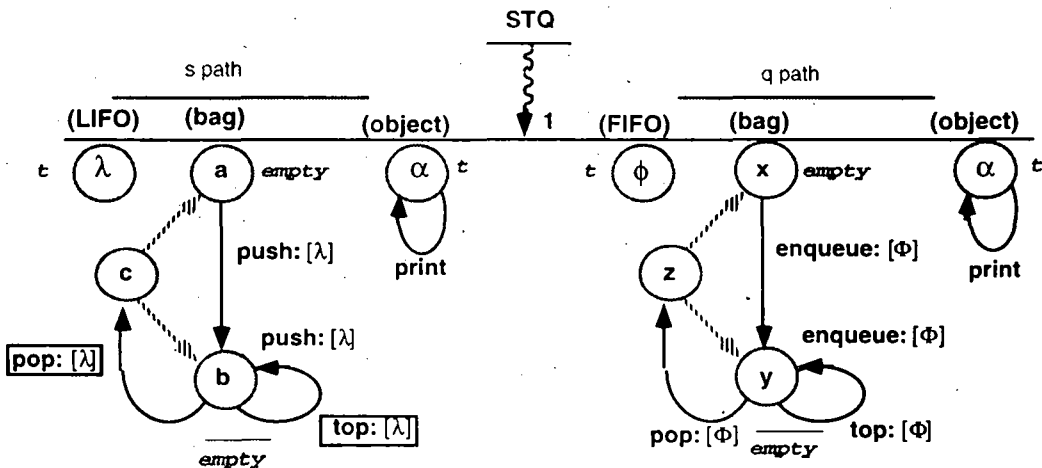 STQ
s path
q path
(LIFO) (bag) (object) 1 (FIFO) (bag) (object)
t λ a empty α t t ϕ x empty α t
push: [λ] print enqueue: [Φ] print
c z
push: [λ] enqueue: [Φ]
pop: [λ] b y
top: [λ] pop: [Φ] empty top: [Φ]
empty